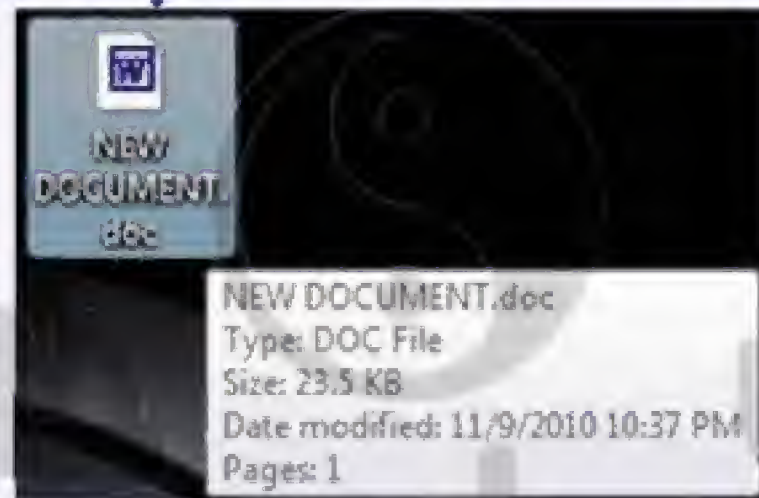 NEW
DOCUMENT.
doc
NEW DOCUMENT.doc
Type: DOC File
Size: 23.5 KB
Date modified: 11/9/2010 10:37 PM
Pages: 1